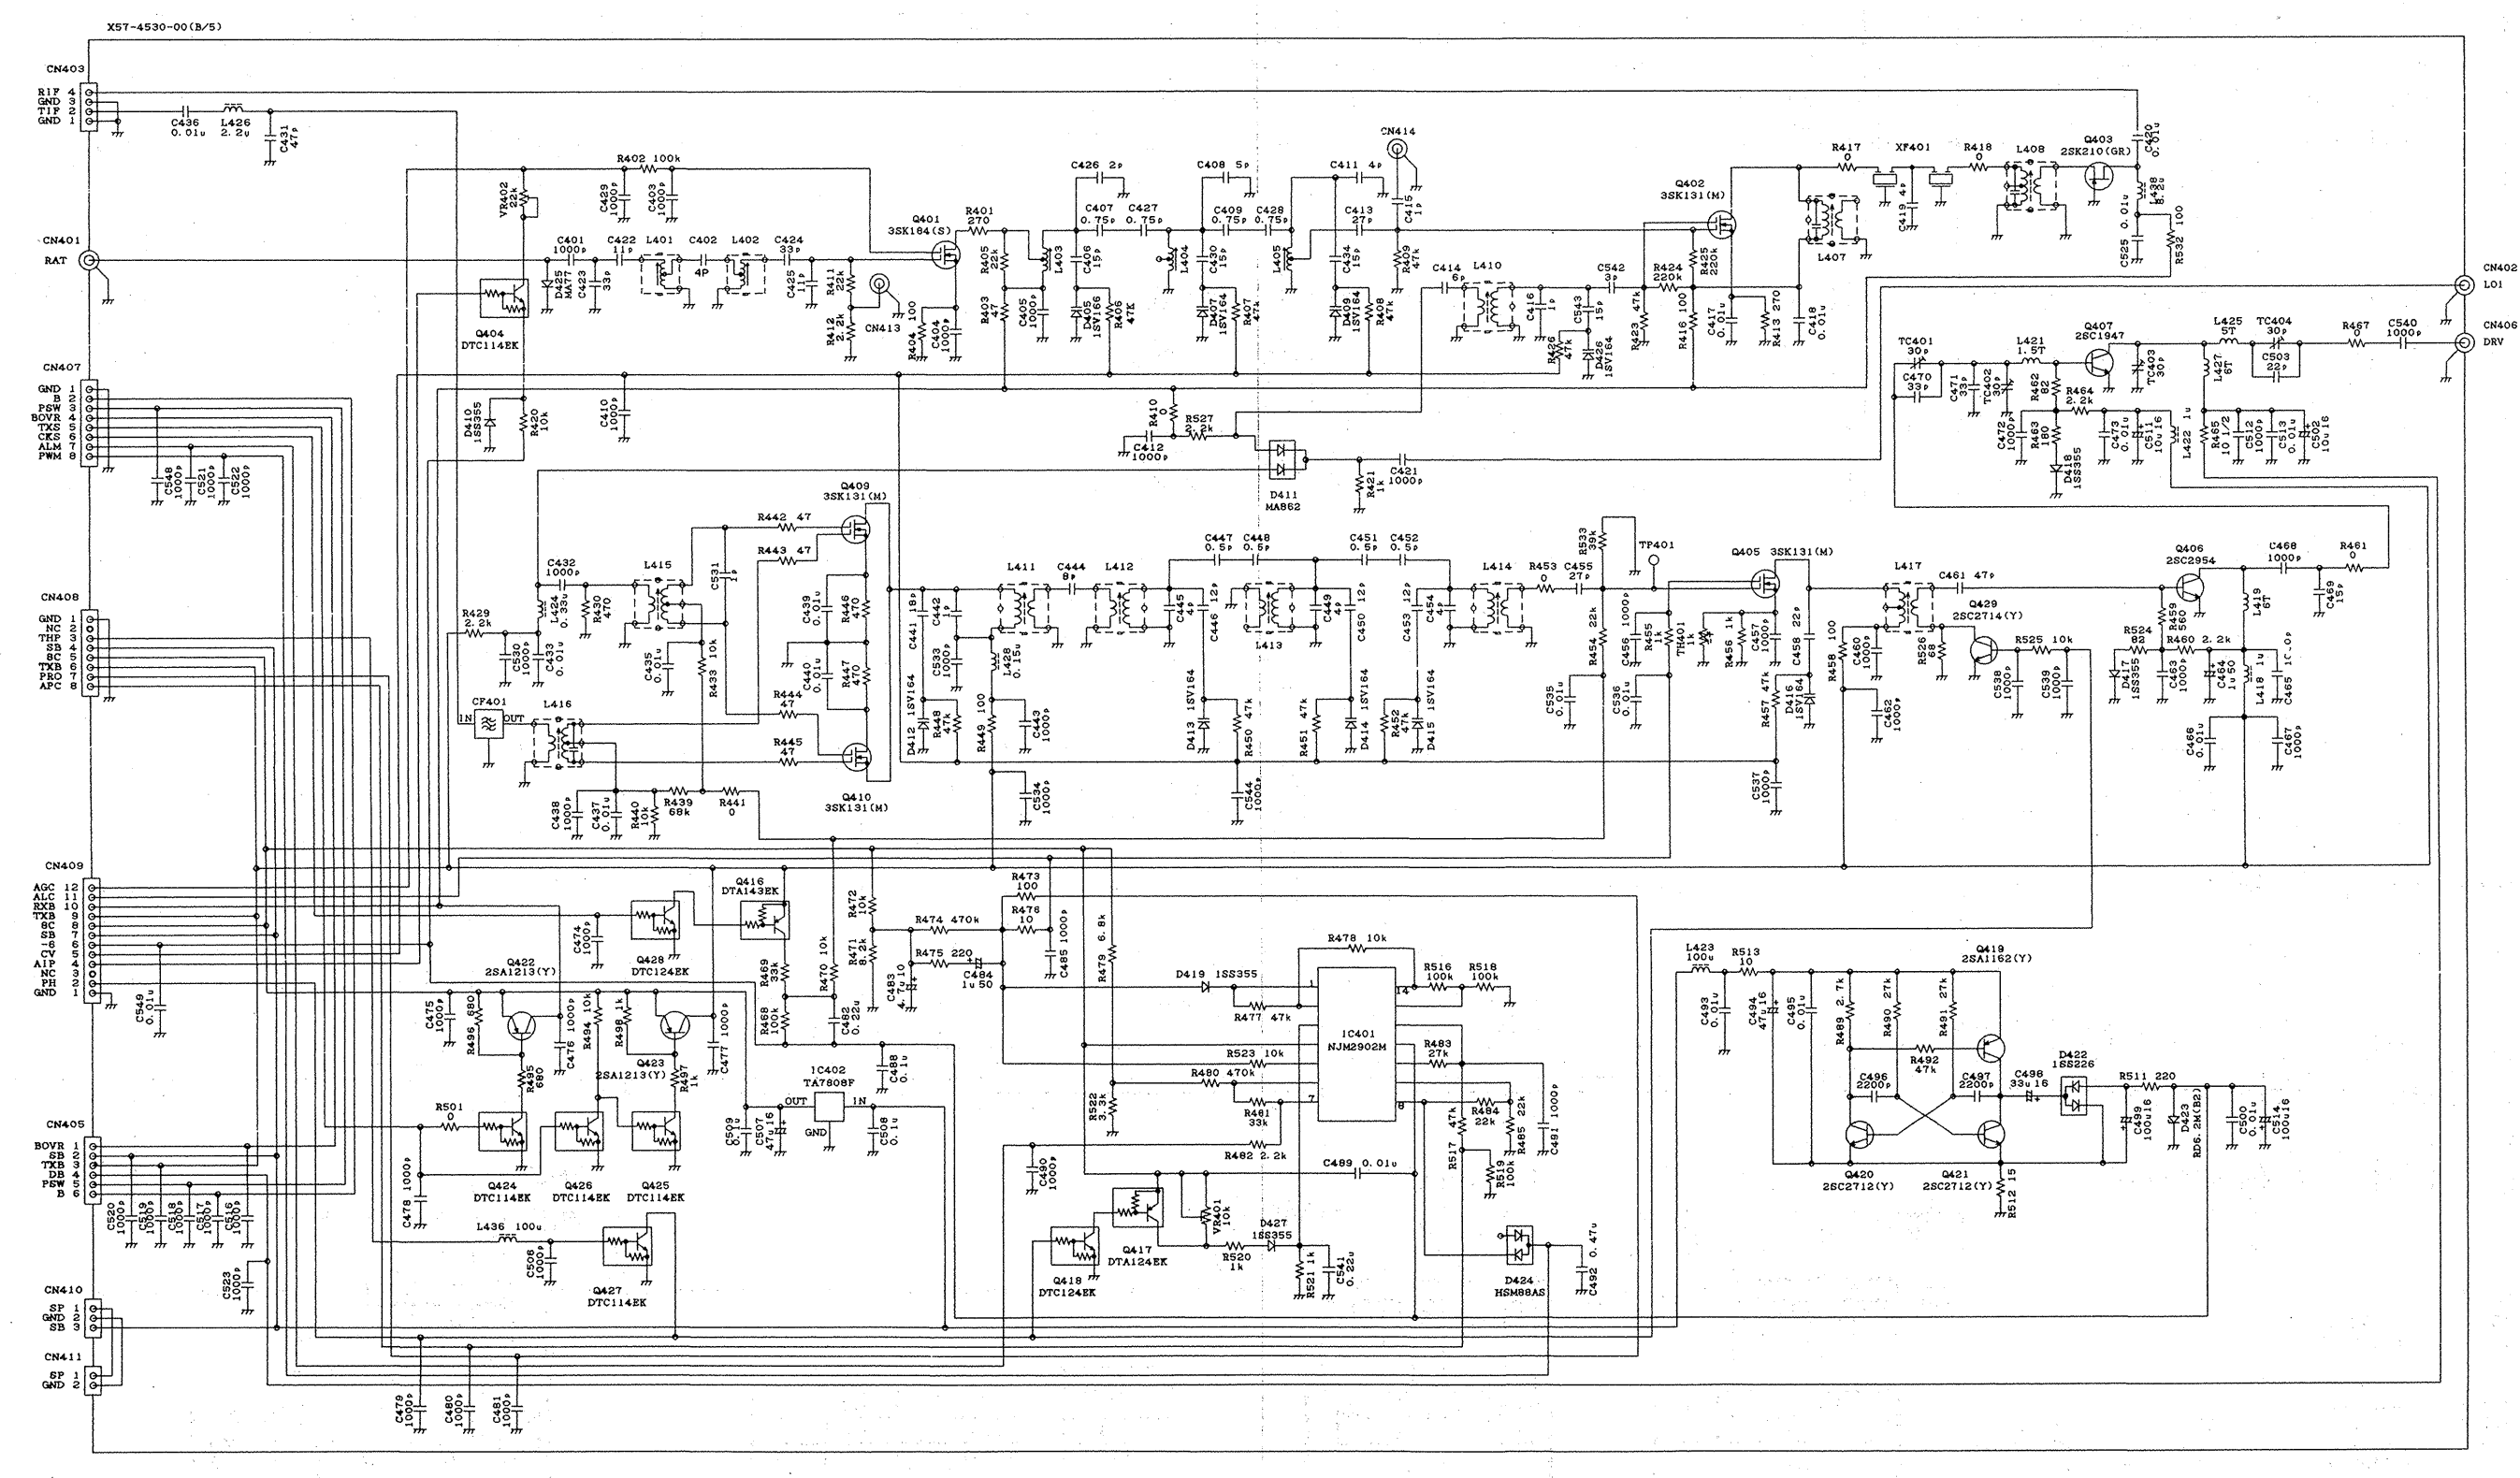 X57-4530-00(B/5)
CN403
RIF 4
GND 3
TIF 2
GND 1
C436
0.01u
L426
2.2u
C431
47p
CN401
RAT
R402 100k
VR402
22k
C429
1000p
C403
1000p
Q404
DTC114EK
D425
MA77
C401
1000p
C423
33p
C422
11p
L401
C402
4P
L402
C424
33p
C425
11p
R411
22k
R412
2.2k
CN413
Q401
3SK184(S)
R401
270
R404 100
C404
1000p
R405
22k
R403
47
C405
1000p
L403
C426 2p
C407
0.75p
C427
0.75p
C406
15p
D405
1SV166
R406
47K
L404
C408 5p
C409
0.75p
C428
0.75p
C430
15p
D407
1SV164
R407
47k
L405
C411 4p
C413
27p
C434
15p
D409
1SV164
R408
47k
CN414
C415
1p
R409
47k
C414
6p
L410
C416
1p
C543
15p
C542
3p
R426
47k
D426
1SV164
R423 47k
R424
220k
R425
220k
R416 100
Q402
3SK131(M)
C417
0.01u
R413 270
C418
0.01u
L407
R417
0
XF401
C419 4p
R418
0
L408
Q403
2SK210(GR)
C420
0.01u
L438
8.2u
C525 0.01u
R532 100
CN402
LO1
CN406
DRV
CN407
GND 1
B 2
PSW 3
BOVR 4
TXS 5
CKS 6
ALM 7
PWM 8
C548
1000p
C521
1000p
C522
1000p
D410
1SS355
R420
10k
C410
1000p
R410
0
C412
1000p
R527
2.2k
D411
MA862
R421
1k
C421
1000p
TC401
30p
C470
33p
C471
33p
TC402
30p
L421
1.5T
Q407
2SC1947
TC403
30p
R462
82
R464
2.2k
C472
1000p
R463
180
D418
1SS355
C473
0.01u
C511
10u16
L422 1u
L427
6T
L425
5T
TC404
30p
C503
22p
R467
0
C540
1000p
R465
10 1/2
C512
1000p
C513
0.01u
C502
10u16
CN408
GND 1
NC 2
THP 3
SB 4
8C 5
TXB 6
PRO 7
APC 8
R429
2.2k
C432
1000p
L424
0.33u
C530
1000p
C433
0.01u
R430
470
L415
C435
0.01u
R433 10k
C531
1p
R442 47
R443 47
Q409
3SK131(M)
C439
0.01u
R446
470
C440
0.01u
R447
470
R444
47
R445
47
Q410
3SK131(M)
CF401
IN
OUT
L416
C438
1000p
C437
0.01u
R440
10k
R439
68k
R441
0
C441 18p
C442
1p
C533
1000p
D412 1SV164
R448
47k
L428
0.15u
R449 100
C443
1000p
C534
1000p
L411
C444
8p
L412
C447
0.5p
C448
0.5p
C445
4p
C446 12p
D413 1SV164
R450 47k
C544
1000p
L413
C451
0.5p
C452
0.5p
C449
4p
C450 12p
R451 47k
D414 1SV164
R452
47k
C453 12p
D415 1SV164
C454
4p
L414
R453
0
C455
27p
R533
39k
TP401
R454 22k
C535
0.01u
C456 1000p
C536
0.01u
R455
1k
TH401
1k
R456 1k
Q405 3SK131(M)
C457
1000p
C458 22p
R457 47k
D416
1SV164
C537
1000p
L417
C461 47p
R458 100
C460
1000p
C462
1000p
R526
68
Q429
2SC2714(Y)
R525 10k
C538
1000p
C539
1000p
Q406
2SC2954
R459
560
R524
82
R460 2.2k
D417
1SS355
C463
1000p
C464
1u50
L418 1u
L419
6T
C468
1000p
C469
15p
R461
0
C466
0.01u
C467
1000p
CN409
AGC 12
ALC 11
RXB 10
TXB 9
8C 8
SB 7
-6 6
CV 5
AIP 4
NC 3
PH 2
GND 1
C549
0.01u
C474
1000p
Q428
DTC124EK
Q416
DTA143EK
R469
33k
R468
100k
R470 10k
C482
0.22u
R472
10k
R471
8.2k
C483
4.7u10
R474 470k
R475 220
C484
1u50
R473
100
R476
10
C485 1000p
R479 6.8k
R478 10k
D419 1SS355
R477 47k
R523 10k
R480 470k
R481
33k
R522
3.3k
IC401
NJM2902M
1
14
7
8
R516
100k
R518
100k
R483
27k
R484
22k
R485 22k
C491 1000p
R517 47k
R519
100k
Q422
2SA1213(Y)
C475
1000p
R496 680
R495
680
C476 1000p
R494 10k
R498 1k
Q423
2SA1213(Y)
R497
1k
C477 1000p
IC402
TA7808F
OUT
IN
GND
C509
0.1u
C507
47u16
C508
0.1u
C488
0.1u
R501
0
C478 1000p
Q424
DTC114EK
Q426
DTC114EK
Q425
DTC114EK
L436 100u
C506
1000p
Q427
DTC114EK
R482 2.2k
C490
1000p
C489 0.01u
Q417
DTA124EK
Q418
DTC124EK
VR401
10k
R520
1k
D427
1SS355
R521 1k
C541
0.22u
D424
HSM88AS
C492 0.47u
L423
100u
R513
10
C493
0.01u
C494
47u16
C495
0.01u
R489 2.7k
R490 27k
R491 27k
Q419
2SA1162(Y)
R492
47k
C496
2200p
C497
2200p
C498
33u16
Q420
2SC2712(Y)
Q421
2SC2712(Y)
R512 15
D422
1SS226
R511 220
C499
100u16
D423
RD6.2M(B2)
C500
0.01u
C514
100u16
CN405
BOVR 1
SB 2
TXB 3
DB 4
PSW 5
B 6
C520
1000p
C519
1000p
C518
1000p
C517
1000p
C516
1000p
C523
1000p
CN410
SP 1
GND 2
SB 3
CN411
SP 1
GND 2
C479
1000p
C480
1000p
C481
1000p